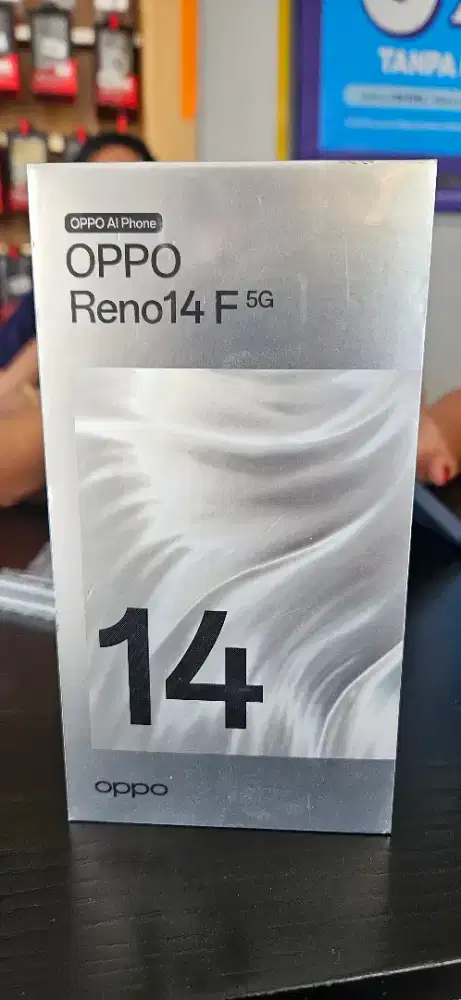 TANPA
OPPO AI Phone
OPPO
Reno14 F 5G
14
oppo